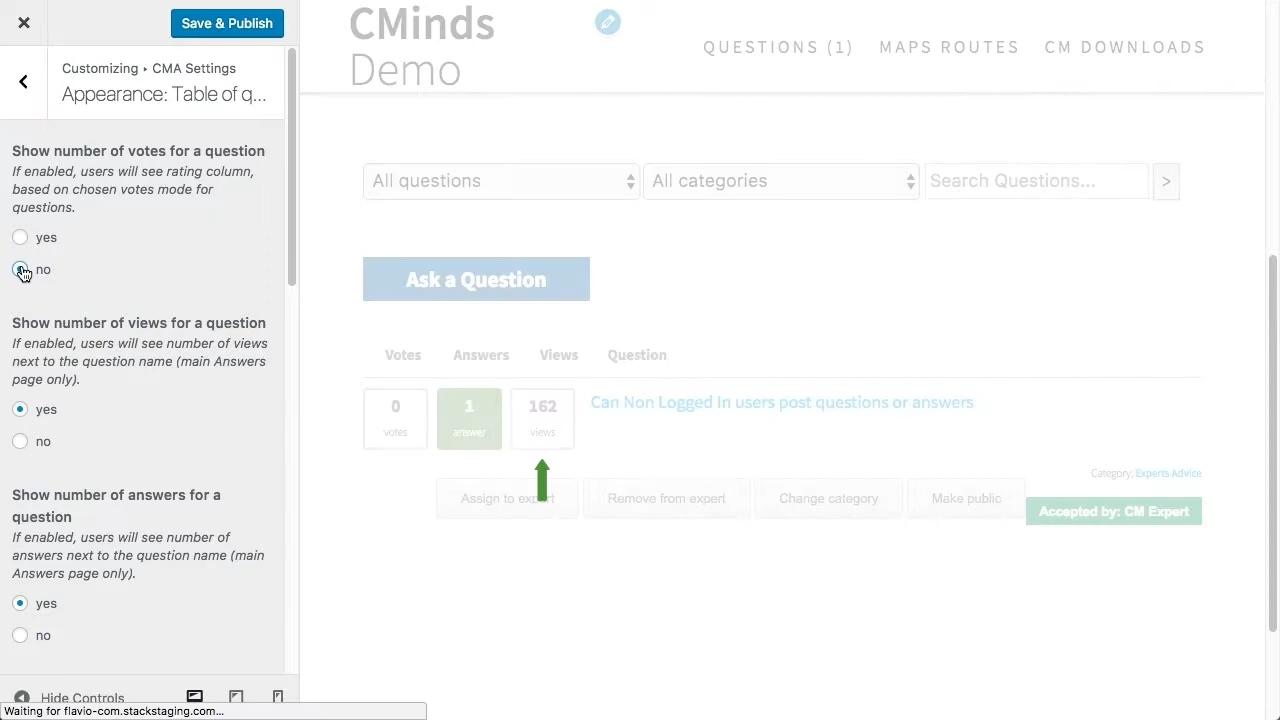 Save & Publish
Customizing ▸ CMA Settings
Appearance: Table of q...
Show number of votes for a question
If enabled, users will see rating column,
based on chosen votes mode for
questions.
yes
no
Show number of views for a question
If enabled, users will see number of views
next to the question name (main Answers
page only).
yes
no
Show number of answers for a
question
If enabled, users will see number of
answers next to the question name (main
Answers page only).
yes
no
Hide Controls
Waiting for flavio-com.stackstaging.com...
CMinds
Demo
QUESTIONS (1) MAPS ROUTES CM DOWNLOADS
All questions All categories Search Questions... >
Ask a Question
Votes Answers Views Question
0 1 162 Can Non Logged In users post questions or answers
votes answer views
Category: Experts Advice
Assign to expert Remove from expert Change category Make public
Accepted by: CM Expert